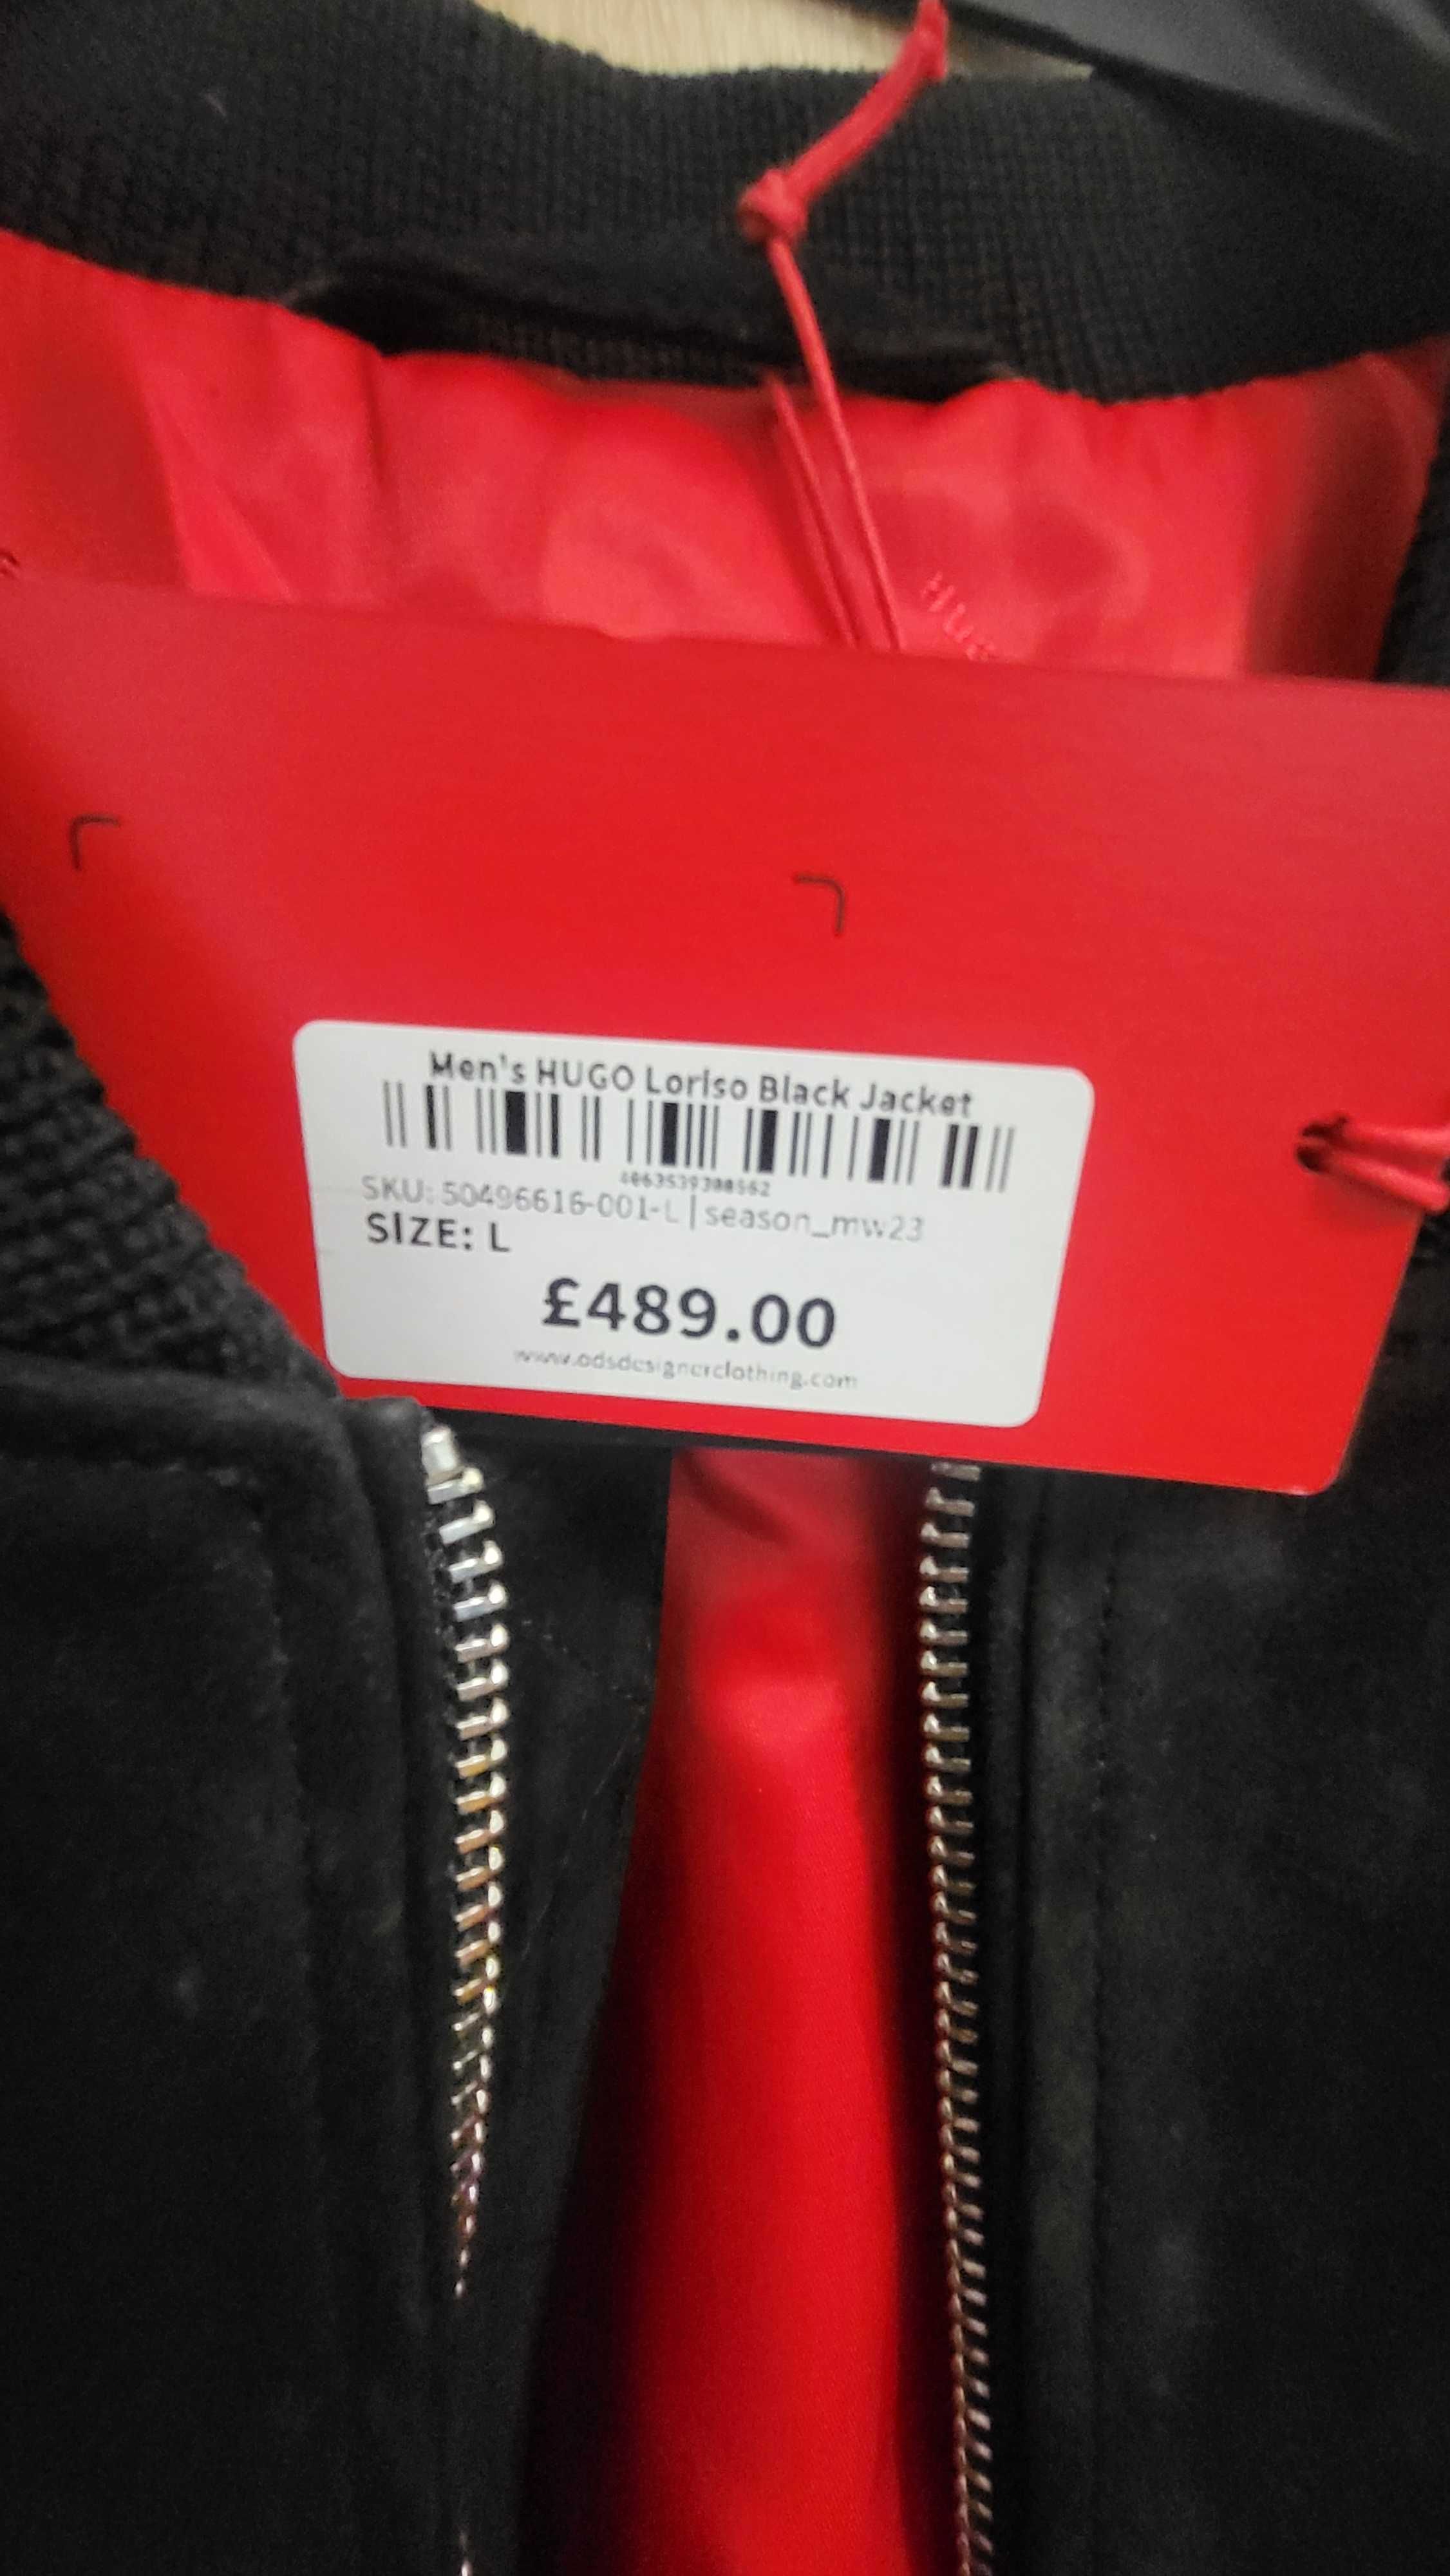 Men's HUGO Loriso Black Jacket
SKU: 50496616-001-L | season_mw23
SIZE: L
£489.00
www.odsdesignerclothing.com